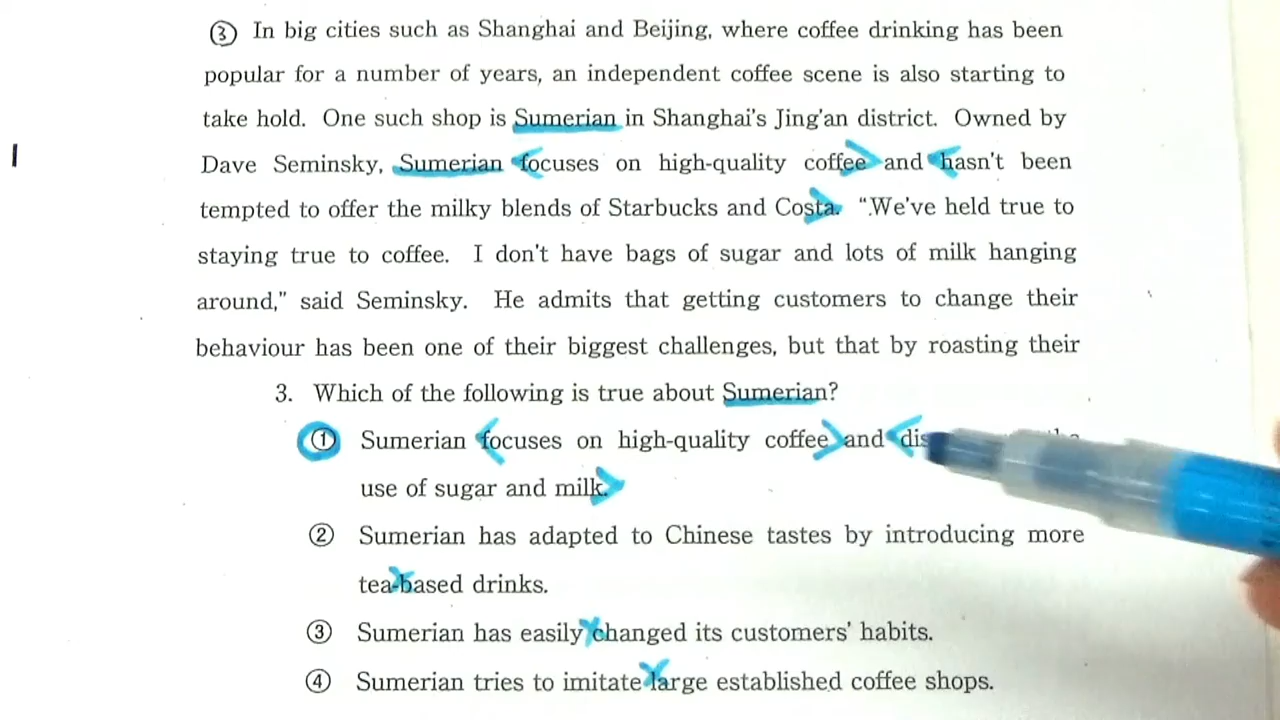 ③ In big cities such as Shanghai and Beijing, where coffee drinking has been
popular for a number of years, an independent coffee scene is also starting to
take hold. One such shop is Sumerian in Shanghai's Jing'an district. Owned by
Dave Seminsky, Sumerian focuses on high-quality coffee and hasn't been
tempted to offer the milky blends of Starbucks and Costa. "We've held true to
staying true to coffee. I don't have bags of sugar and lots of milk hanging
around," said Seminsky. He admits that getting customers to change their
behaviour has been one of their biggest challenges, but that by roasting their
3. Which of the following is true about Sumerian?
① Sumerian focuses on high-quality coffee and
use of sugar and milk.
② Sumerian has adapted to Chinese tastes by introducing more
tea-based drinks.
③ Sumerian has easily changed its customers' habits.
④ Sumerian tries to imitate large established coffee shops.